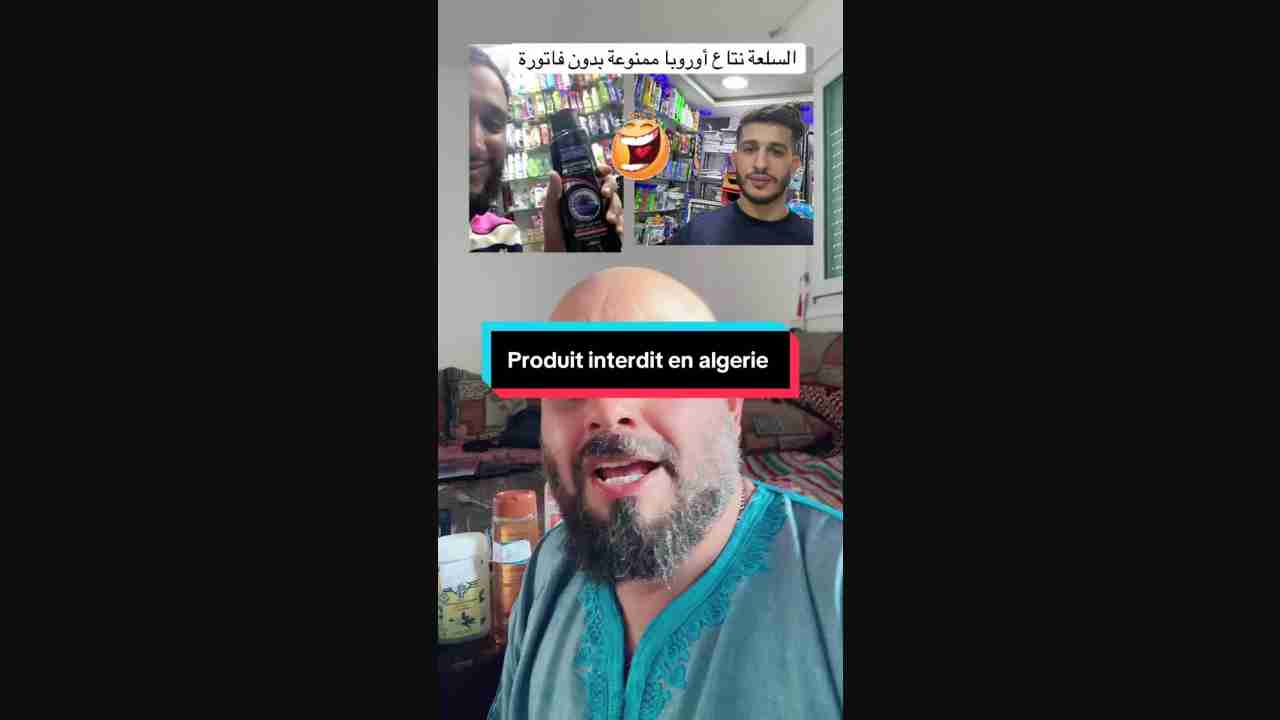 السلعة نتاع أوروبا ممنوعة بدون فاتورة
Produit interdit en algerie